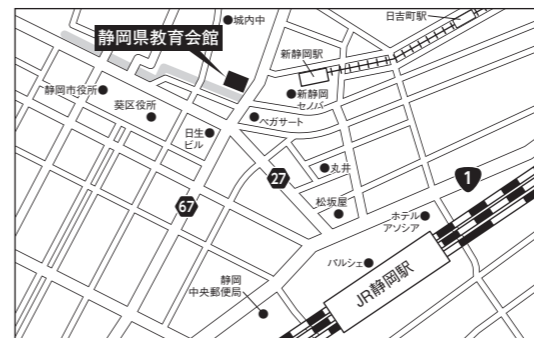 城内中
日吉町駅
静岡県教育会館
新静岡駅
静岡市役所
新静岡
セノバ
葵区役所
ペガサート
日生
ビル
丸井
27
1
67
松坂屋
ホテル
アソシア
パルシェ
JR静岡駅
静岡
中央郵便局